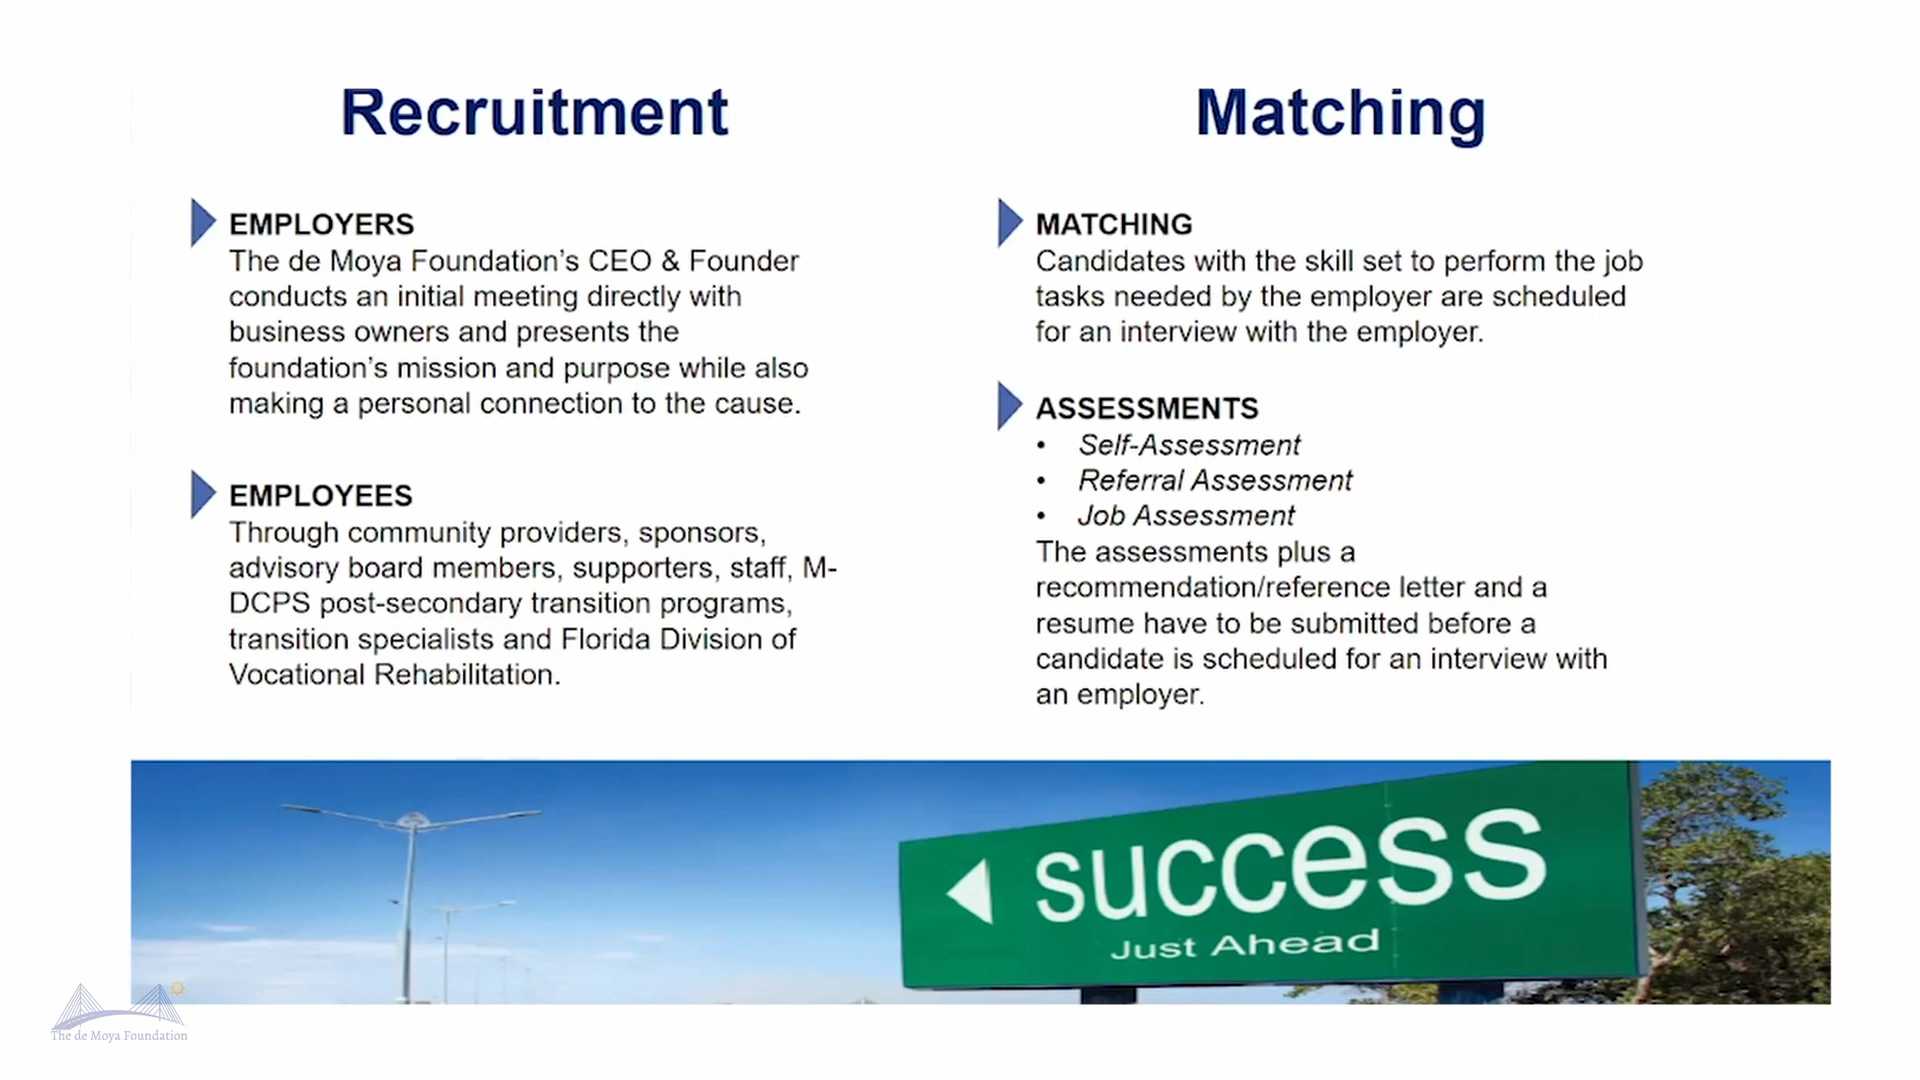 Recruitment
EMPLOYERS
The de Moya Foundation’s CEO & Founder
conducts an initial meeting directly with
business owners and presents the
foundation’s mission and purpose while also
making a personal connection to the cause.
EMPLOYEES
Through community providers, sponsors,
advisory board members, supporters, staff, M-
DCPS post-secondary transition programs,
transition specialists and Florida Division of
Vocational Rehabilitation.
Matching
MATCHING
Candidates with the skill set to perform the job
tasks needed by the employer are scheduled
for an interview with the employer.
ASSESSMENTS
• Self-Assessment
• Referral Assessment
• Job Assessment
The assessments plus a
recommendation/reference letter and a
resume have to be submitted before a
candidate is scheduled for an interview with
an employer.
success
Just Ahead
The de Moya Foundation